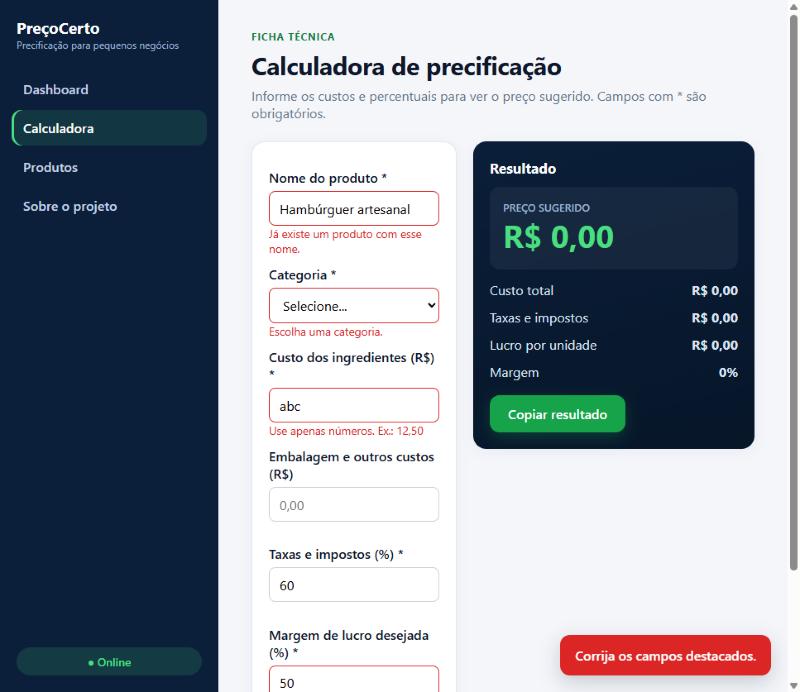 PreçoCerto
Precificação para pequenos negócios
Dashboard
Calculadora
Produtos
Sobre o projeto
● Online
FICHA TÉCNICA
Calculadora de precificação
Informe os custos e percentuais para ver o preço sugerido. Campos com * são
obrigatórios.
Nome do produto *
Hambúrguer artesanal
Já existe um produto com esse
nome.
Categoria *
Selecione...
Escolha uma categoria.
Custo dos ingredientes (R$)
*
abc
Use apenas números. Ex.: 12,50
Embalagem e outros custos
(R$)
0,00
Taxas e impostos (%) *
60
Margem de lucro desejada
(%) *
50
Resultado
PREÇO SUGERIDO
R$ 0,00
Custo total R$ 0,00
Taxas e impostos R$ 0,00
Lucro por unidade R$ 0,00
Margem 0%
Copiar resultado
Corrija os campos destacados.